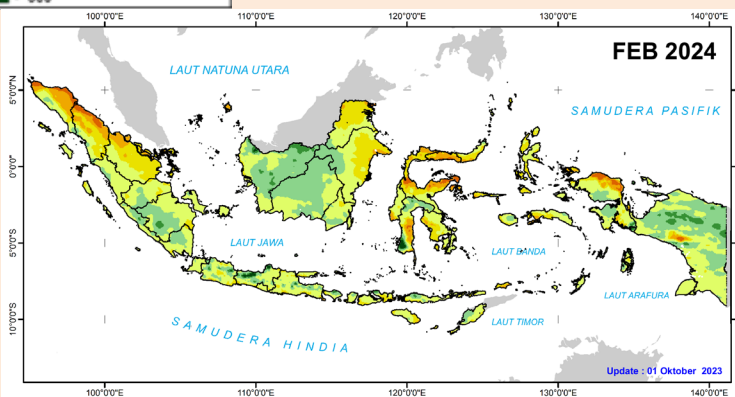 100°0'0"E 110°0'0"E 120°0'0"E 130°0'0"E 140°0'0"E
FEB 2024
LAUT NATUNA UTARA
5°0'0"N
SAMUDERA PASIFIK
0°0'0"
LAUT JAWA
5°0'0"S
LAUT BANDA
LAUT ARAFURA
10°0'0"S
SAMUDERA HINDIA
LAUT TIMOR
Update : 01 Oktober 2023
100°0'0"E 110°0'0"E 120°0'0"E 130°0'0"E 140°0'0"E